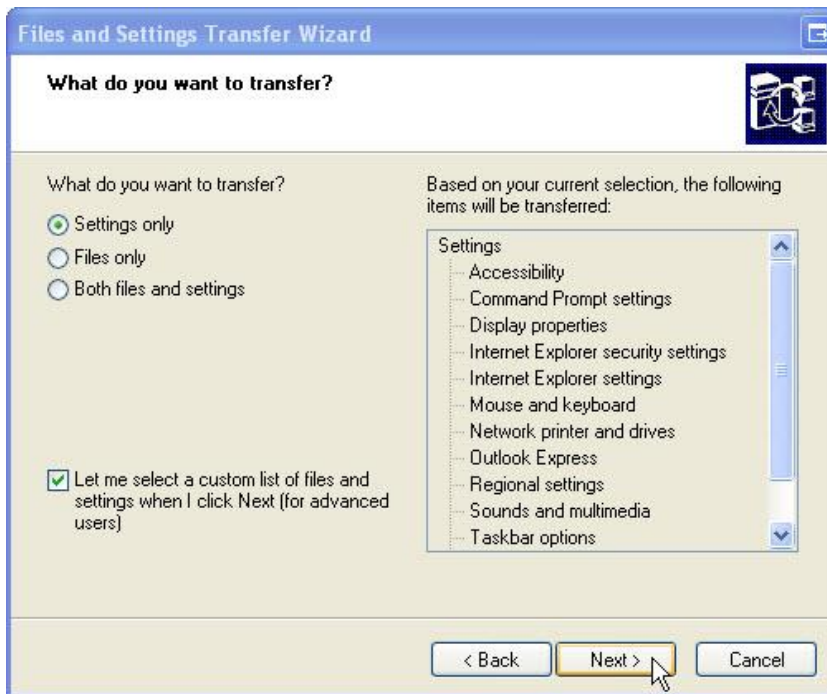 Files and Settings Transfer Wizard
What do you want to transfer?
What do you want to transfer?
Settings only
Files only
Both files and settings
Let me select a custom list of files and
settings when I click Next (for advanced
users)
Based on your current selection, the following
items will be transferred:
Settings
Accessibility
Command Prompt settings
Display properties
Internet Explorer security settings
Internet Explorer settings
Mouse and keyboard
Network printer and drives
Outlook Express
Regional settings
Sounds and multimedia
Taskbar options
< Back
Next >
Cancel